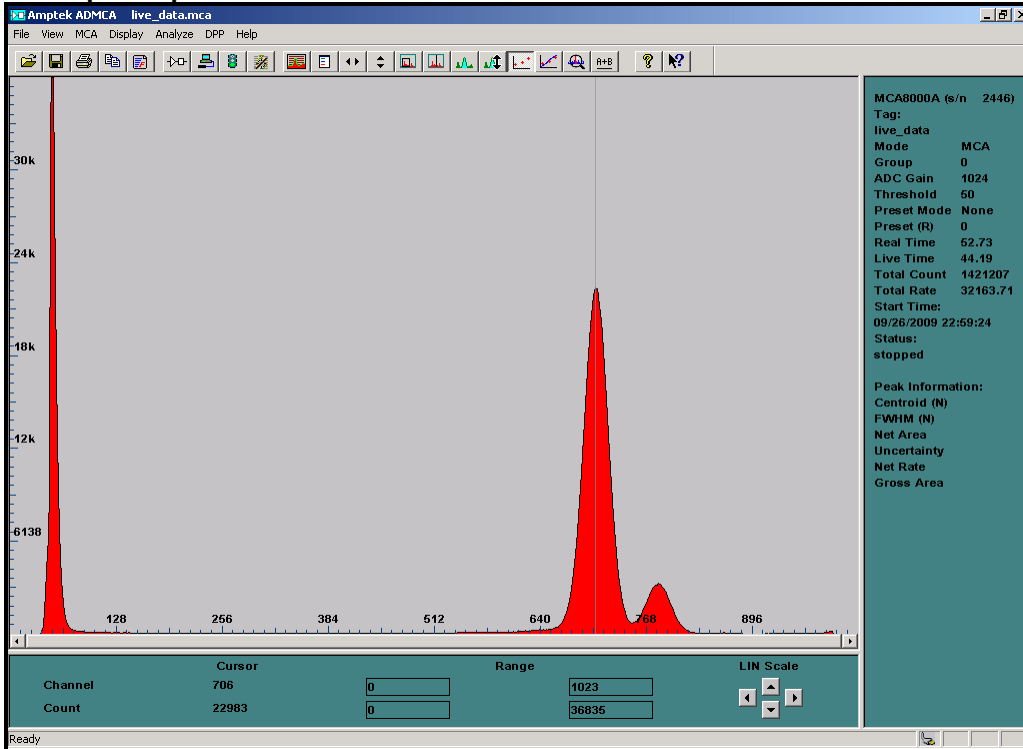 Amptek ADMCA live_data.mca
File View MCA Display Analyze DPP Help
A+B
30k
24k
18k
12k
6138
128 256 384 512 640 768 896
MCA8000A (s/n 2446)
Tag:
live_data
Mode MCA
Group 0
ADC Gain 1024
Threshold 50
Preset Mode None
Preset (R) 0
Real Time 52.73
Live Time 44.19
Total Count 1421207
Total Rate 32163.71
Start Time:
09/26/2009 22:59:24
Status:
stopped
Peak Information:
Centroid (N)
FWHM (N)
Net Area
Uncertainty
Net Rate
Gross Area
Cursor Range LIN Scale
Channel 706 0 1023
Count 22983 0 36835
Ready